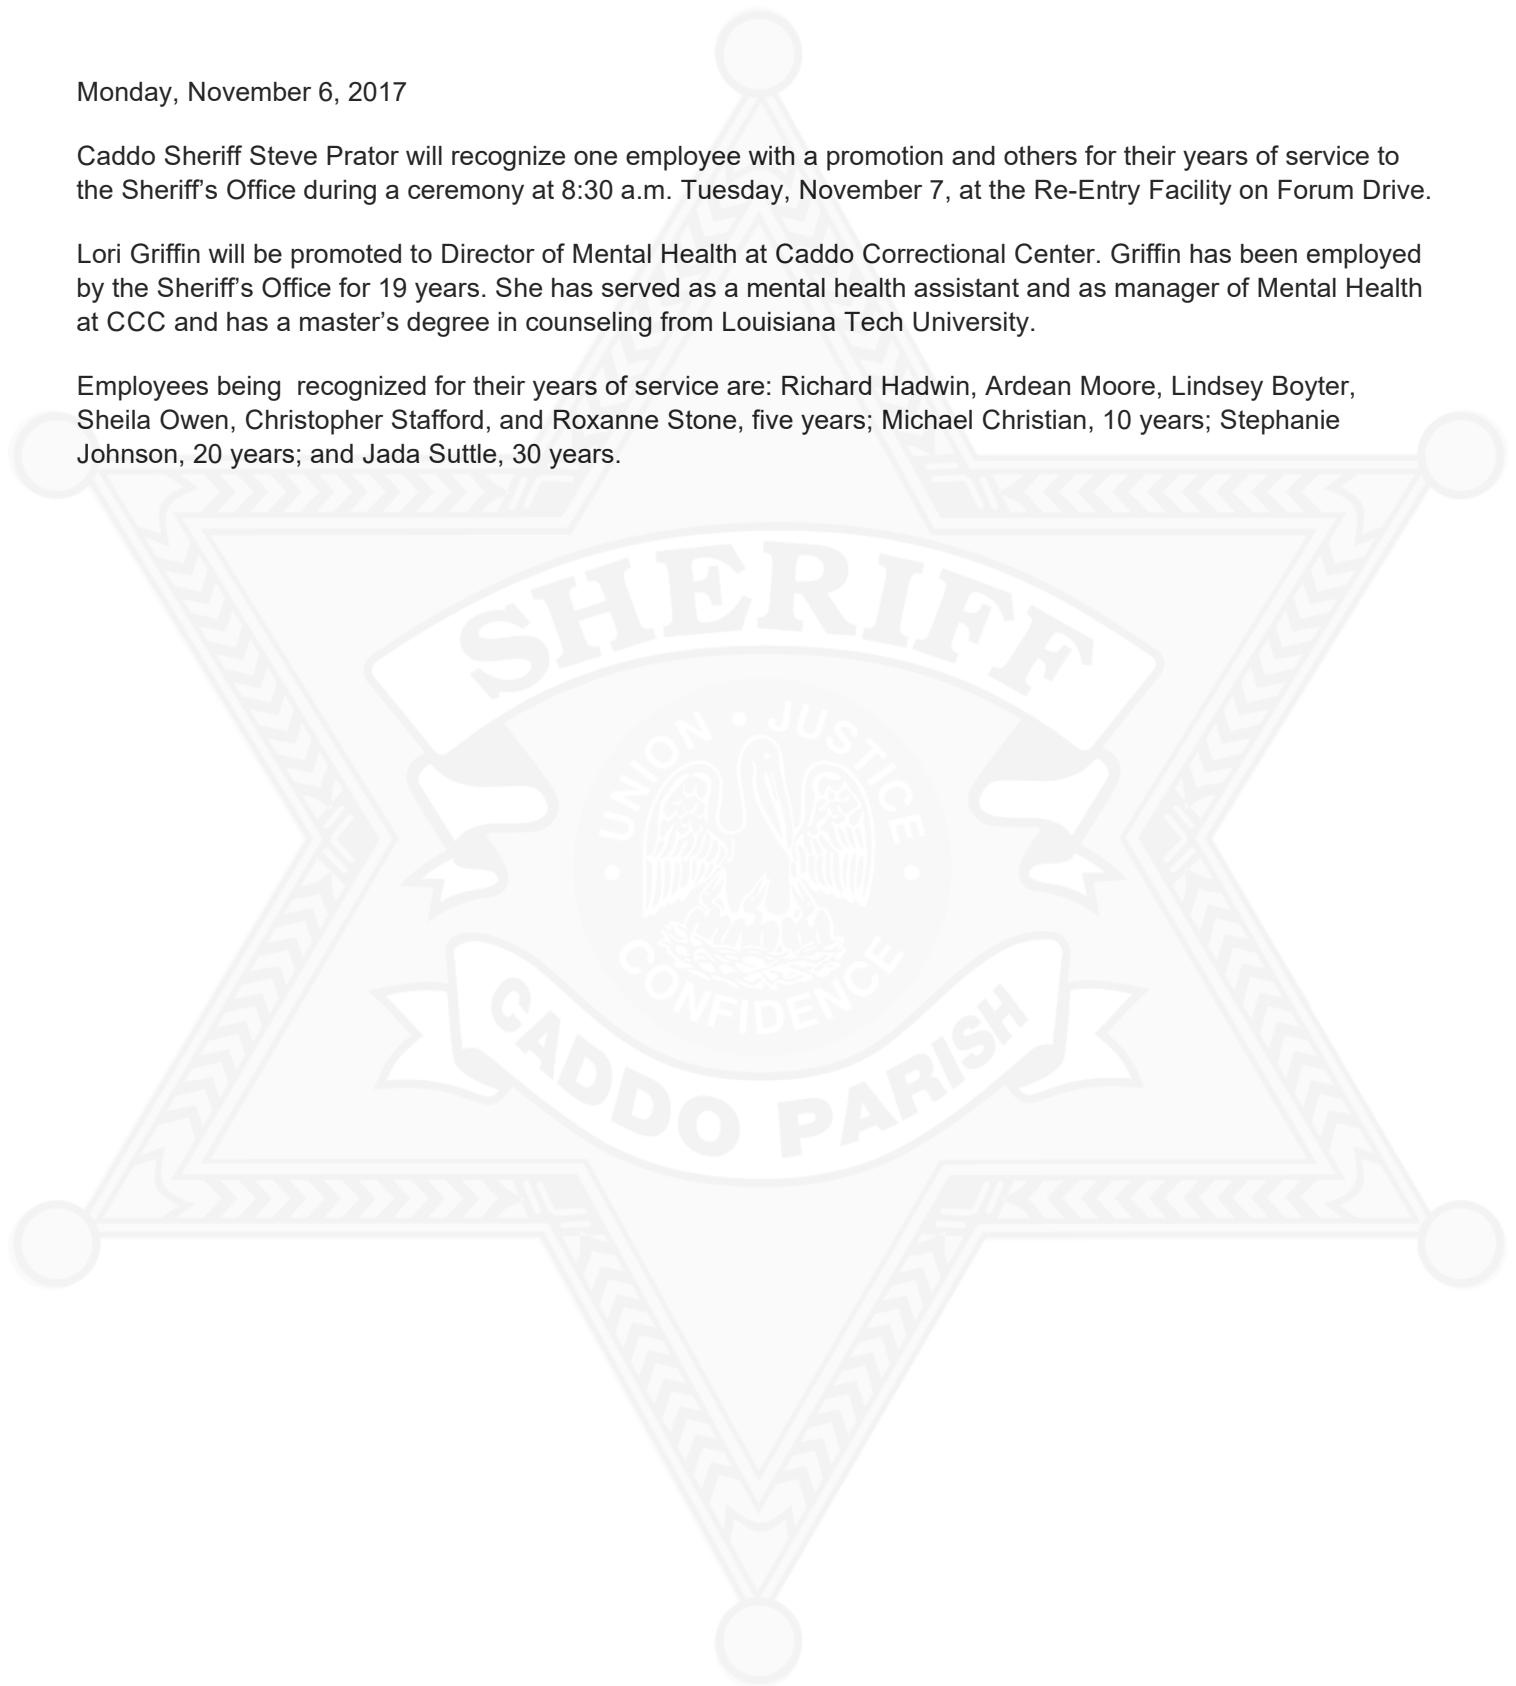 Monday, November 6, 2017
Caddo Sheriff Steve Prator will recognize one employee with a promotion and others for their years of service to
the Sheriff’s Office during a ceremony at 8:30 a.m. Tuesday, November 7, at the Re-Entry Facility on Forum Drive.
Lori Griffin will be promoted to Director of Mental Health at Caddo Correctional Center. Griffin has been employed
by the Sheriff’s Office for 19 years. She has served as a mental health assistant and as manager of Mental Health
at CCC and has a master’s degree in counseling from Louisiana Tech University.
Employees being  recognized for their years of service are: Richard Hadwin, Ardean Moore, Lindsey Boyter,
Sheila Owen, Christopher Stafford, and Roxanne Stone, five years; Michael Christian, 10 years; Stephanie
Johnson, 20 years; and Jada Suttle, 30 years.
SHERIFF
UNION • JUSTICE
• CONFIDENCE •
CADDO PARISH